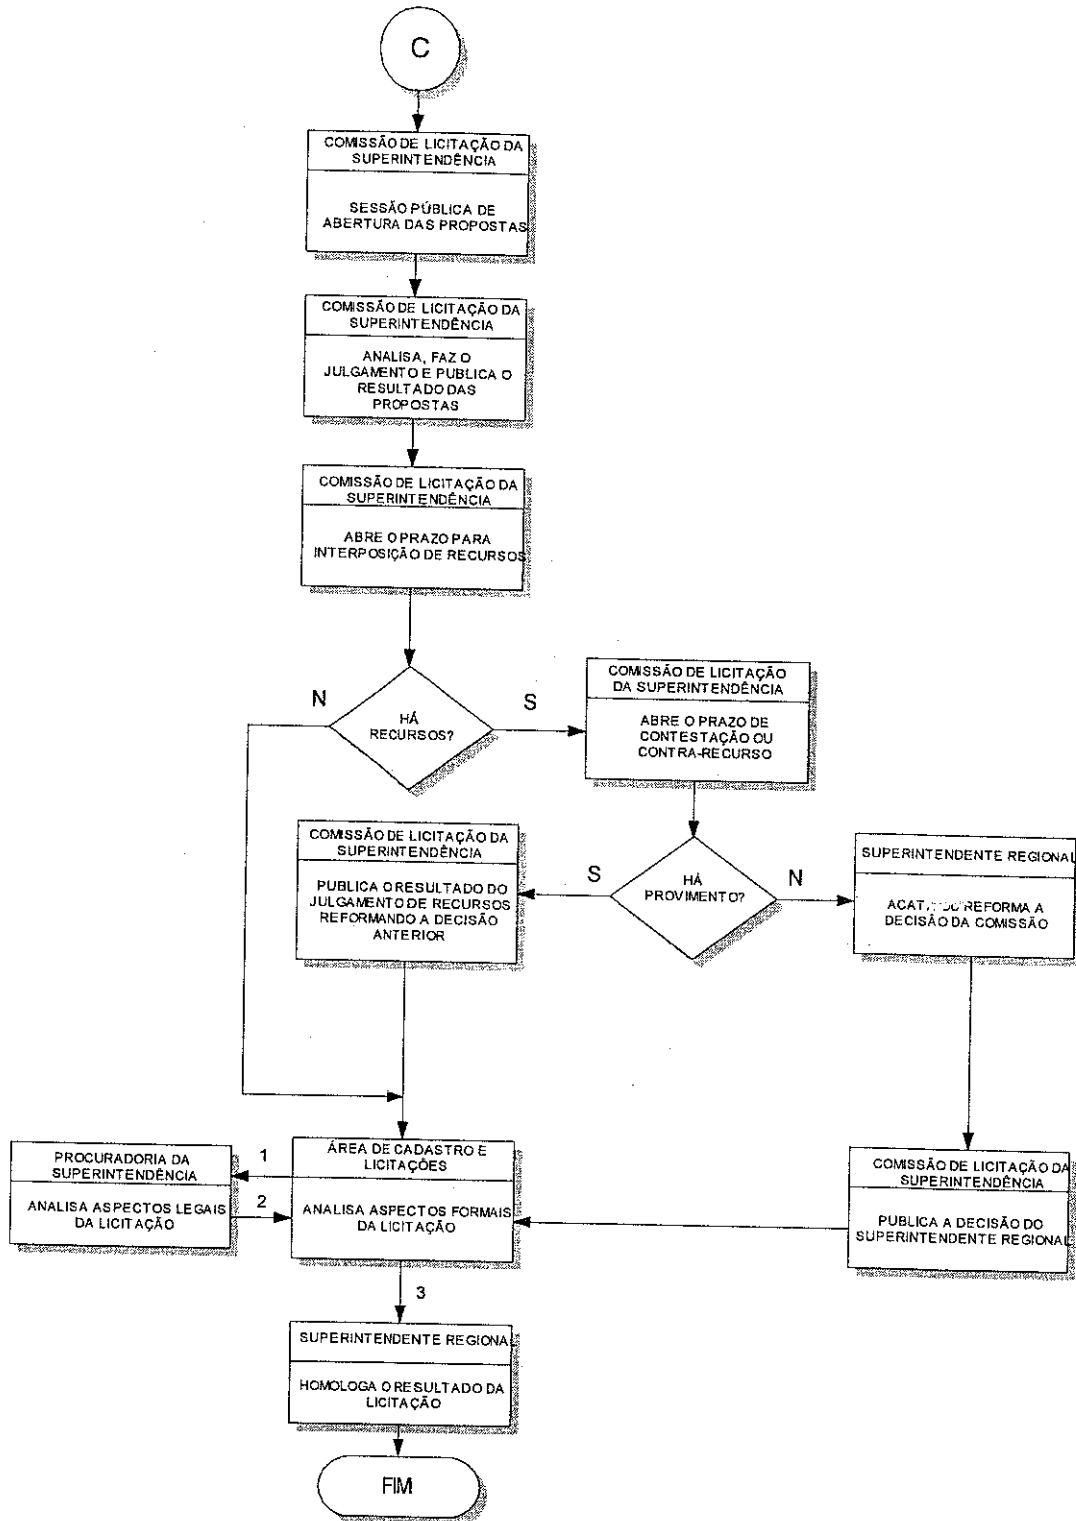 C
COMISSÃO DE LICITAÇÃO DA
SUPERINTENDÊNCIA
SESSÃO PÚBLICA DE
ABERTURA DAS PROPOSTAS
COMISSÃO DE LICITAÇÃO DA
SUPERINTENDÊNCIA
ANALISA, FAZ O
JULGAMENTO E PUBLICA O
RESULTADO DAS
PROPOSTAS
COMISSÃO DE LICITAÇÃO DA
SUPERINTENDÊNCIA
ABRE O PRAZO PARA
INTERPOSIÇÃO DE RECURSOS
N
HÁ
RECURSOS?
S
COMISSÃO DE LICITAÇÃO
DA SUPERINTENDÊNCIA
ABRE O PRAZO DE
CONTESTAÇÃO OU
CONTRA-RECURSO
COMISSÃO DE LICITAÇÃO DA
SUPERINTENDÊNCIA
PUBLICA O RESULTADO DO
JULGAMENTO DE RECURSOS
REFORMANDO A DECISÃO
ANTERIOR
S
HÁ
PROVIMENTO?
N
SUPERINTENDENTE REGIONAL
REFORMA A
DECISÃO DA COMISSÃO
PROCURADORIA DA
SUPERINTENDÊNCIA
ANALISA ASPECTOS LEGAIS
DA LICITAÇÃO
1
2
ÁREA DE CADASTRO E
LICITAÇÕES
ANALISA ASPECTOS FORMAIS
DA LICITAÇÃO
COMISSÃO DE LICITAÇÃO DA
SUPERINTENDÊNCIA
PUBLICA A DECISÃO DO
SUPERINTENDENTE REGIONAL
3
SUPERINTENDENTE REGIONA
HOMOLOGA O RESULTADO DA
LICITAÇÃO
FIM